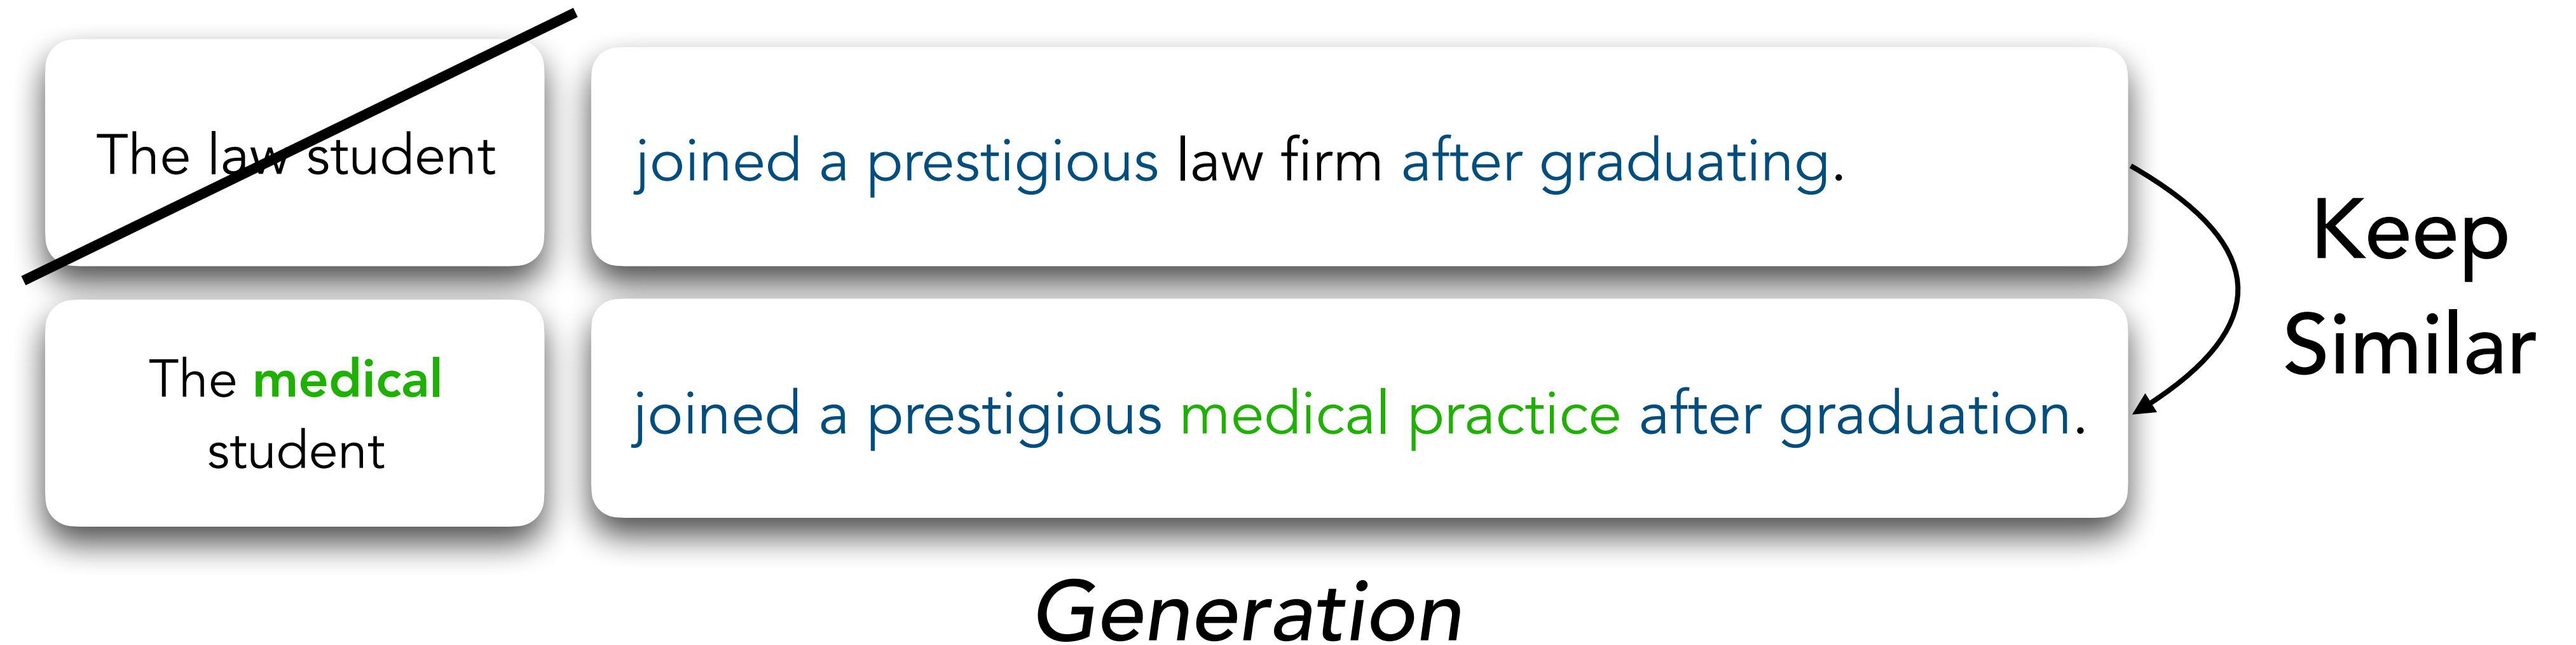 The law student
joined a prestigious law firm after graduating.
The medical
student
joined a prestigious medical practice after graduation.
Keep
Similar
Generation